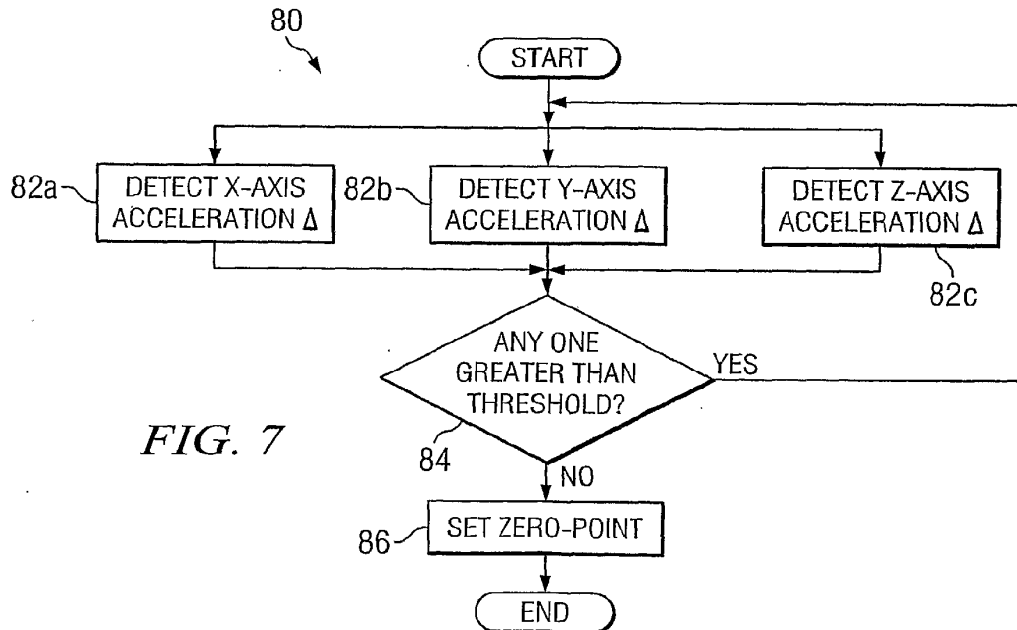 80
START
82a
DETECT X-AXIS
ACCELERATION Δ
82b
DETECT Y-AXIS
ACCELERATION Δ
DETECT Z-AXIS
ACCELERATION Δ
82c
ANY ONE
GREATER THAN
THRESHOLD?
YES
84
FIG. 7
NO
86
SET ZERO-POINT
END